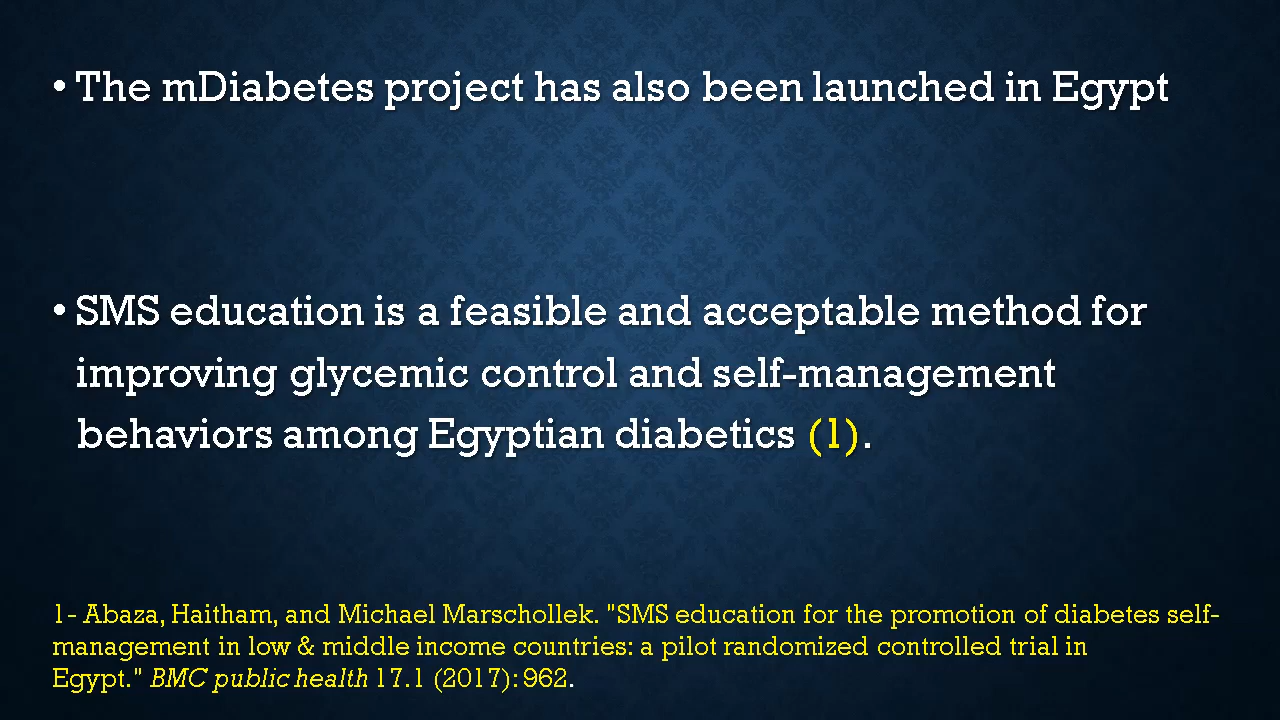 • The mDiabetes project has also been launched in Egypt
• SMS education is a feasible and acceptable method for
improving glycemic control and self-management
behaviors among Egyptian diabetics (1).
1- Abaza, Haitham, and Michael Marschollek. "SMS education for the promotion of diabetes self-
management in low & middle income countries: a pilot randomized controlled trial in
Egypt." BMC public health 17.1 (2017): 962.